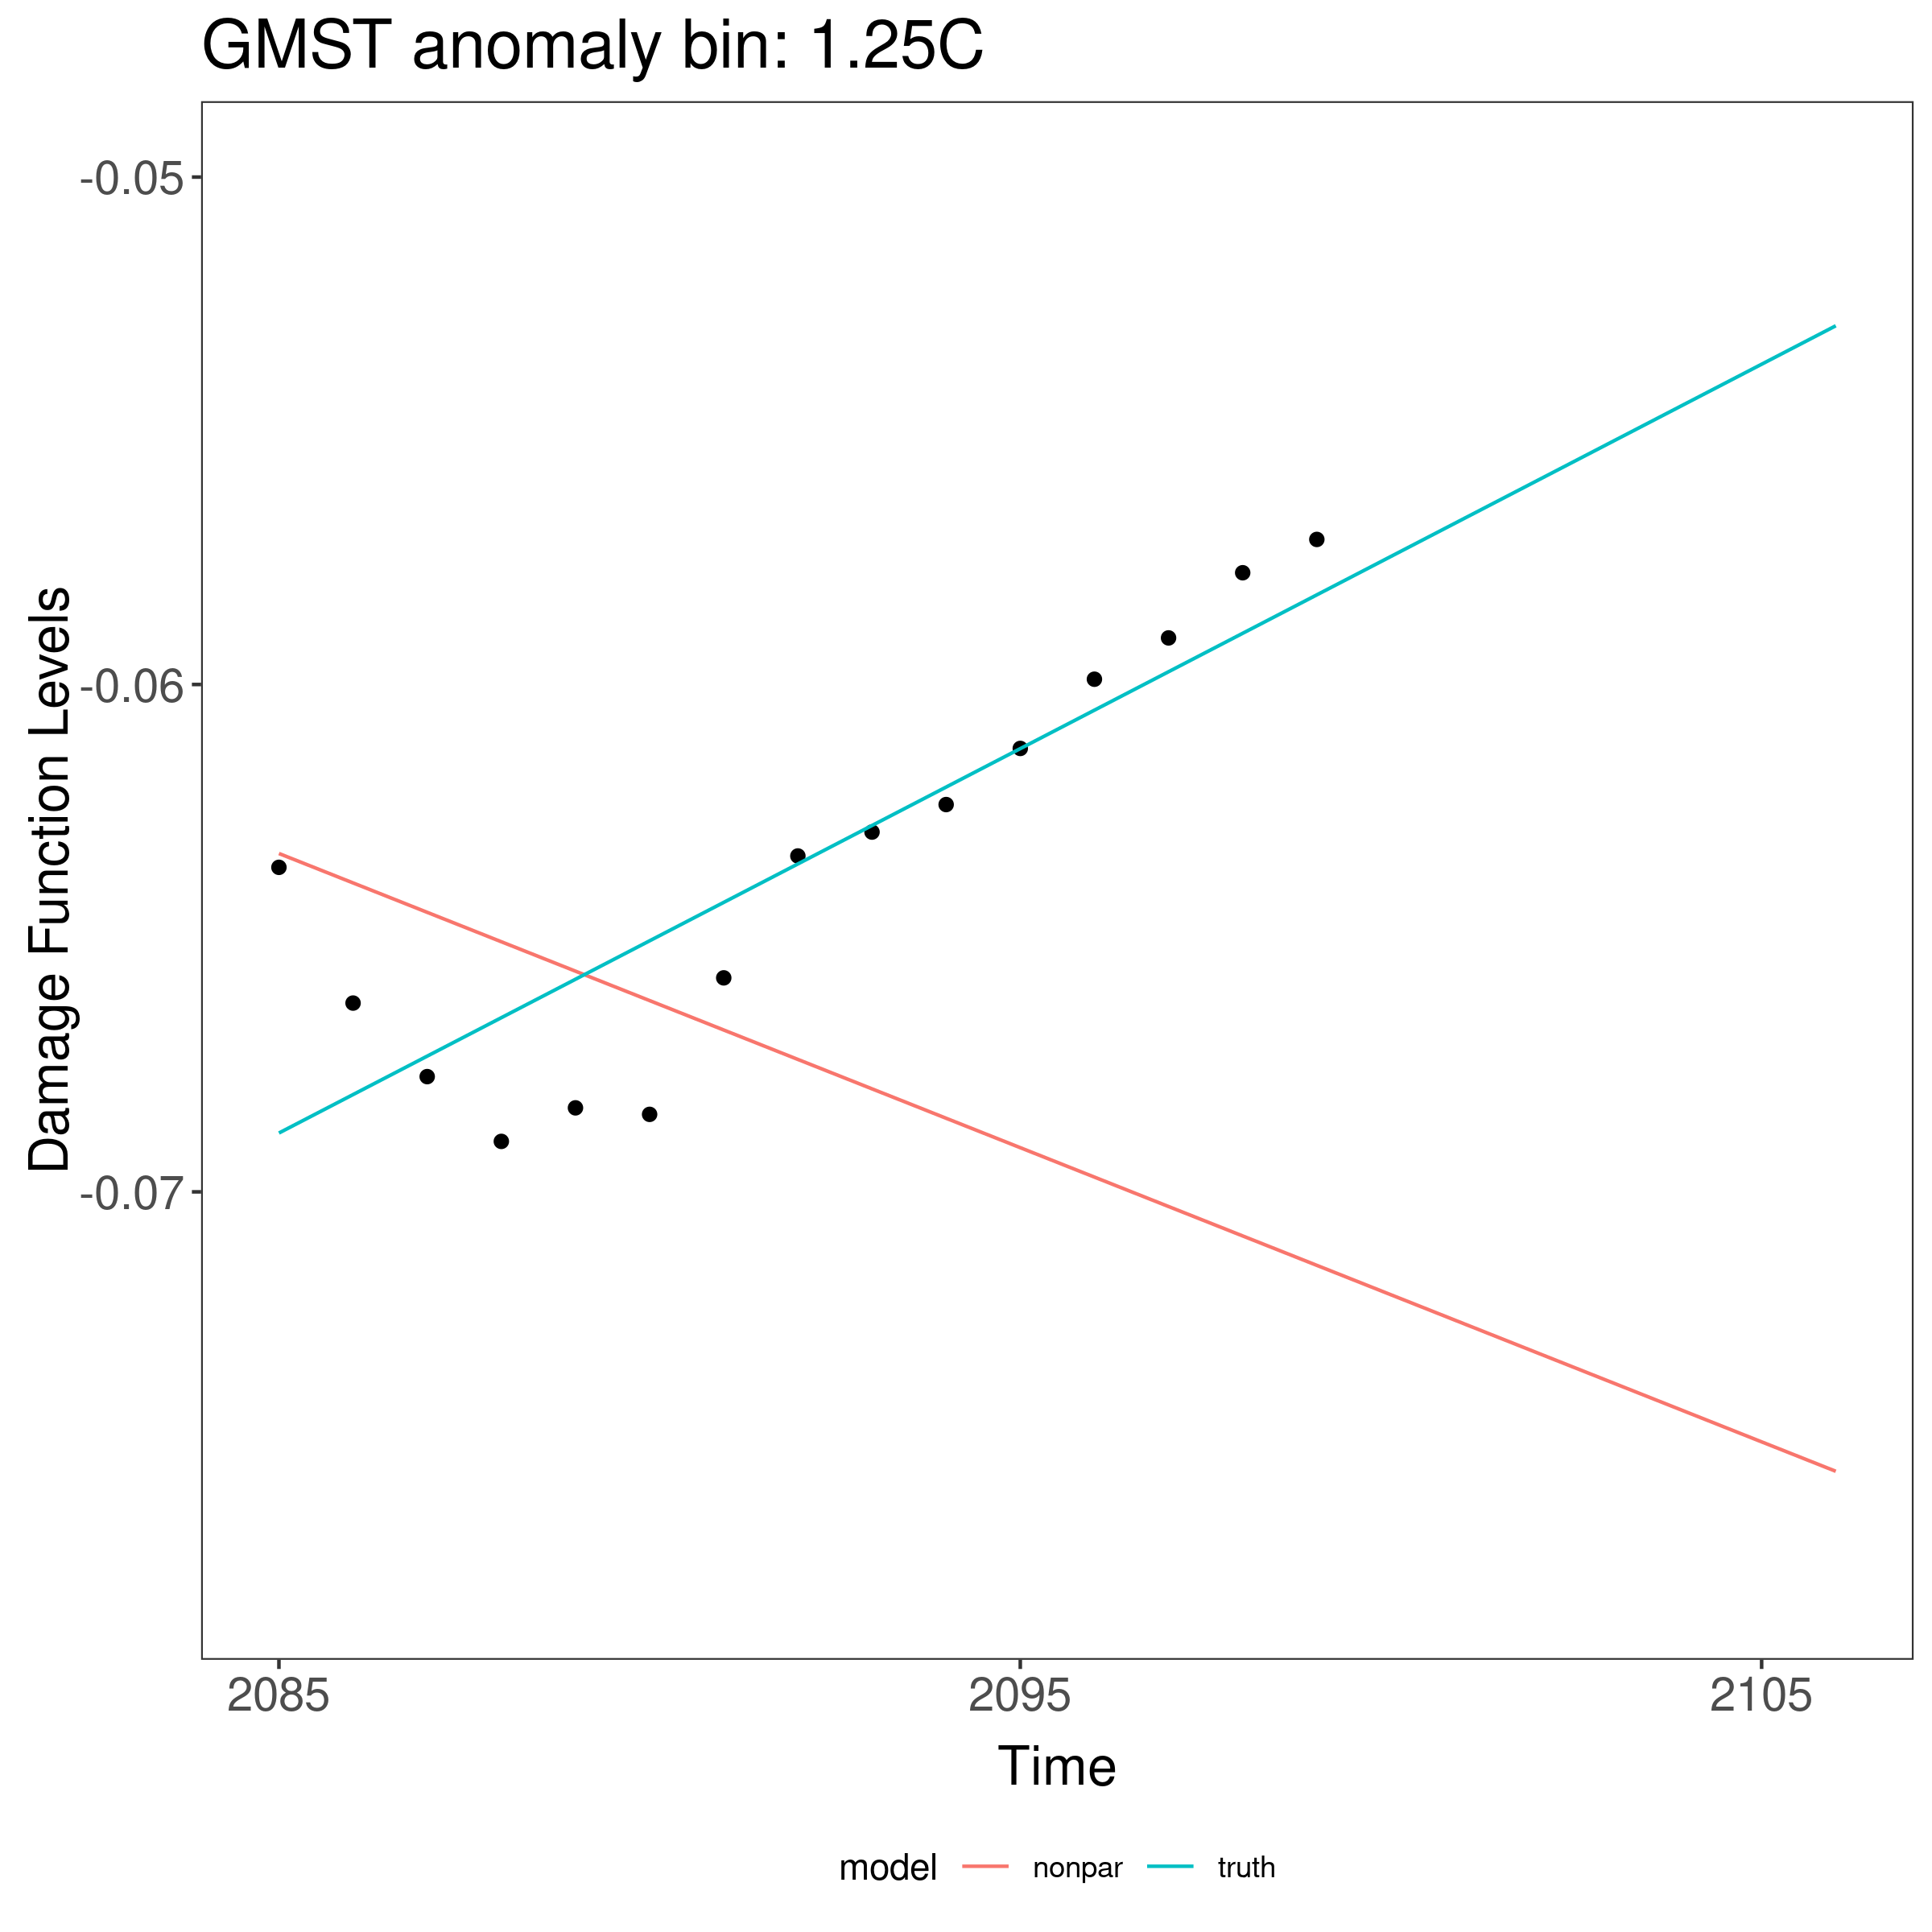 GMST anomaly bin: 1.25C
-0.05
-0.06
-0.07
Damage Function Levels
2085 2095 2105
Time
model nonpar truth